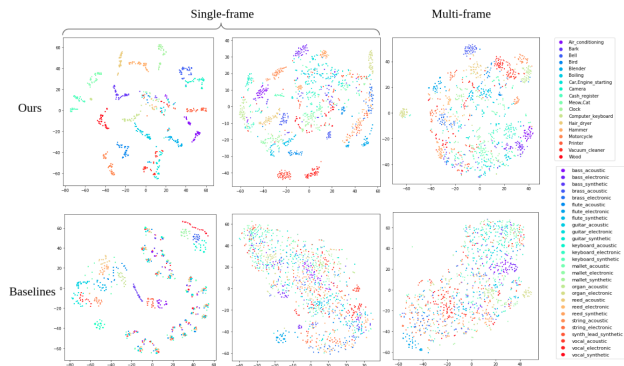 Single-frame
Multi-frame
Ours
Baselines
Air_conditioning
Bark
Bell
Bird
Blender
Boiling
Car.Engine_starting
Camera
Cash_register
Meow.Cat
Clock
Computer_keyboard
Hair_dryer
Hammer
Motorcycle
Printer
Vacuum_cleaner
Wood
bass_acoustic
bass_electronic
bass_synthetic
brass_acoustic
brass_electronic
flute_acoustic
flute_electronic
flute_synthetic
guitar_acoustic
guitar_electronic
guitar_synthetic
keyboard_acoustic
keyboard_electronic
keyboard_synthetic
mallet_acoustic
mallet_electronic
mallet_synthetic
organ_acoustic
organ_electronic
reed_acoustic
reed_electronic
reed_synthetic
string_acoustic
string_electronic
synth_lead_synthetic
vocal_acoustic
vocal_electronic
vocal_synthetic